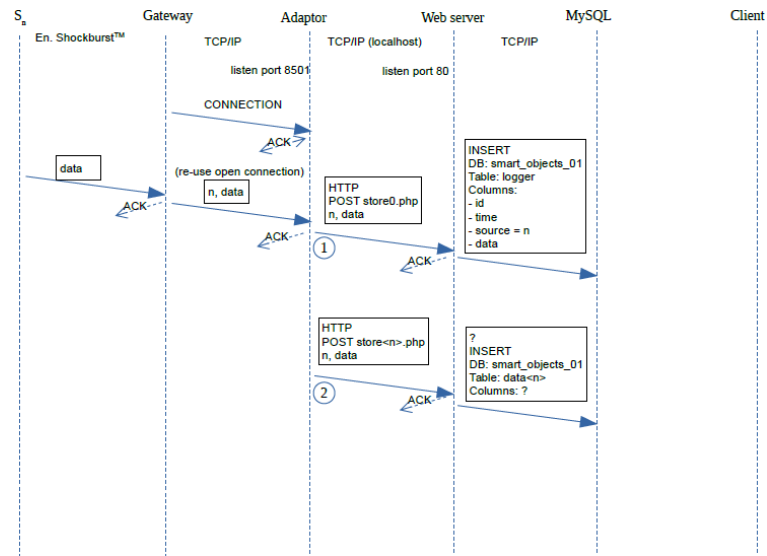 Sn Gateway Adaptor Web server MySQL Client
En. Shockburst™ TCP/IP TCP/IP (localhost) TCP/IP
listen port 8501 listen port 80
CONNECTION
ACK
data
(re-use open connection)
n, data
ACK
HTTP
POST store0.php
n, data
INSERT
DB: smart_objects_01
Table: logger
Columns:
- id
- time
- source = n
- data
ACK
1
ACK
HTTP
POST store<n>.php
n, data
?
INSERT
DB: smart_objects_01
Table: data<n>
Columns: ?
2
ACK